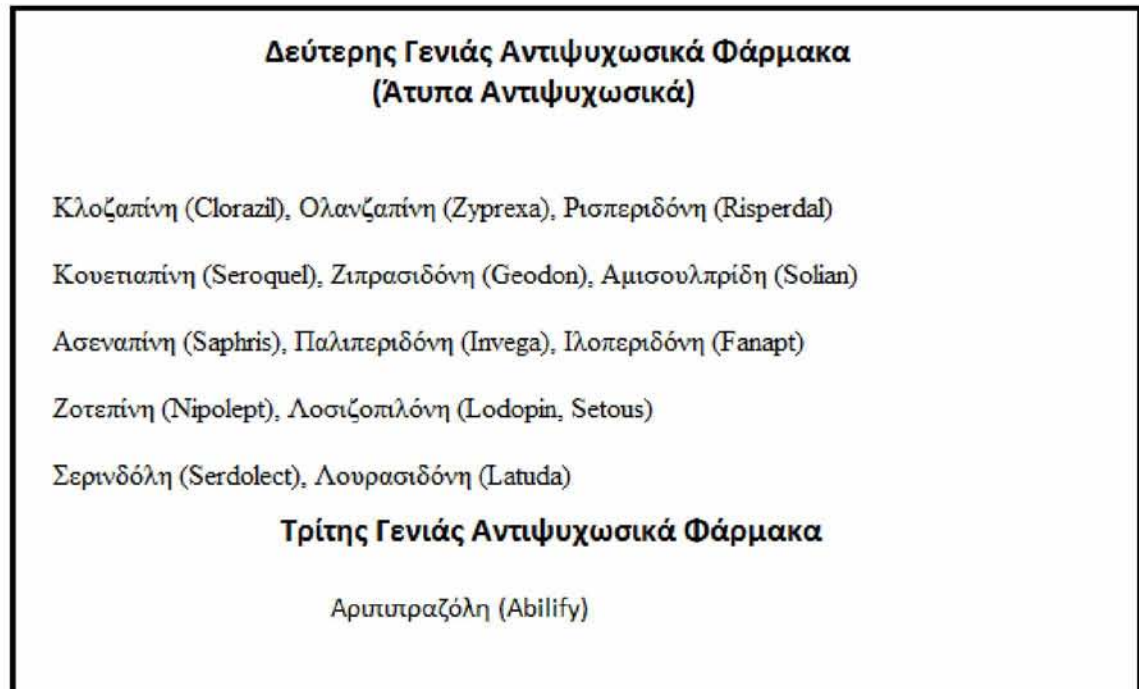 Δεύτερης Γενιάς Αντιψυχωσικά Φάρμακα
(Άτυπα Αντιψυχωσικά)
Κλοζαπίνη (Clorazil), Ολανζαπίνη (Zyprexa), Ρισπεριδόνη (Risperdal)
Κουετιαπίνη (Seroquel), Ζιπρασιδόνη (Geodon), Αμισουλπρίδη (Solian)
Ασεναπίνη (Saphris), Παλιπεριδόνη (Invega), Ιλοπεριδόνη (Fanapt)
Ζοτεπίνη (Nipolept), Λοσιζοπιλόνη (Lodopin, Setous)
Σερινδόλη (Serdolect), Λουρασιδόνη (Latuda)
Τρίτης Γενιάς Αντιψυχωσικά Φάρμακα
Αριπιπραζόλη (Abilify)